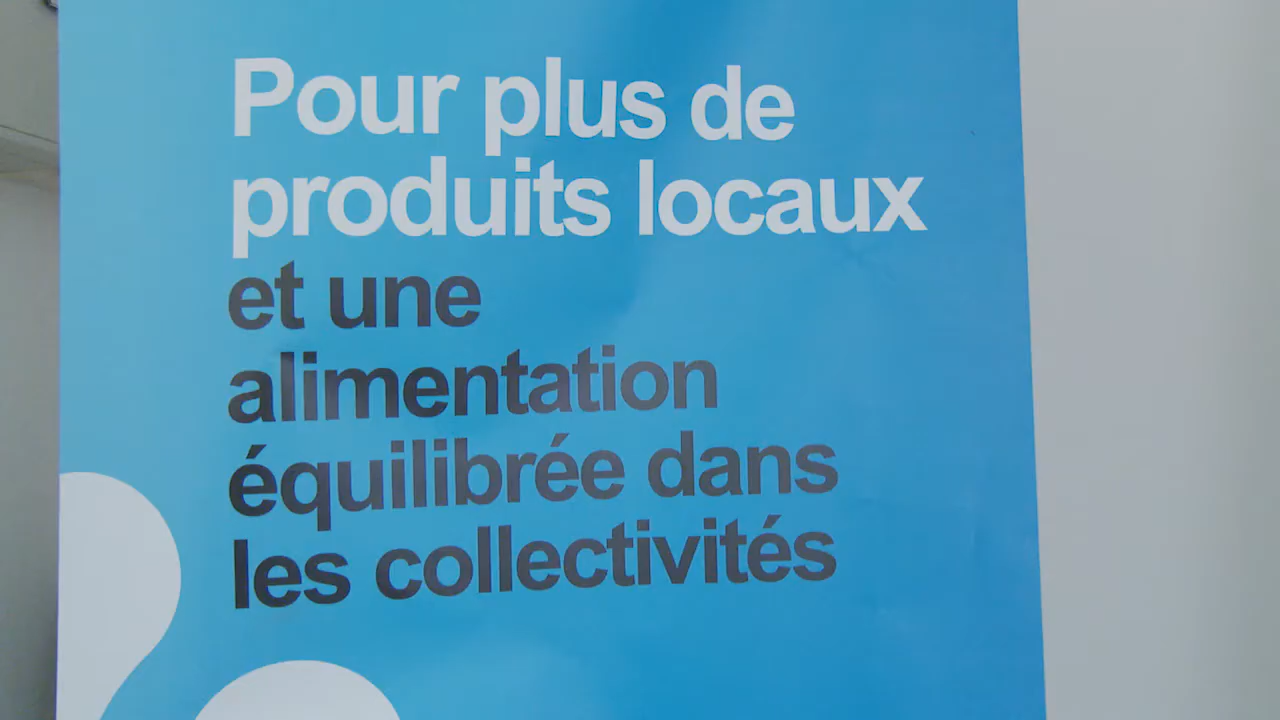 Pour plus de
produits locaux
et une
alimentation
équilibrée dans
les collectivités